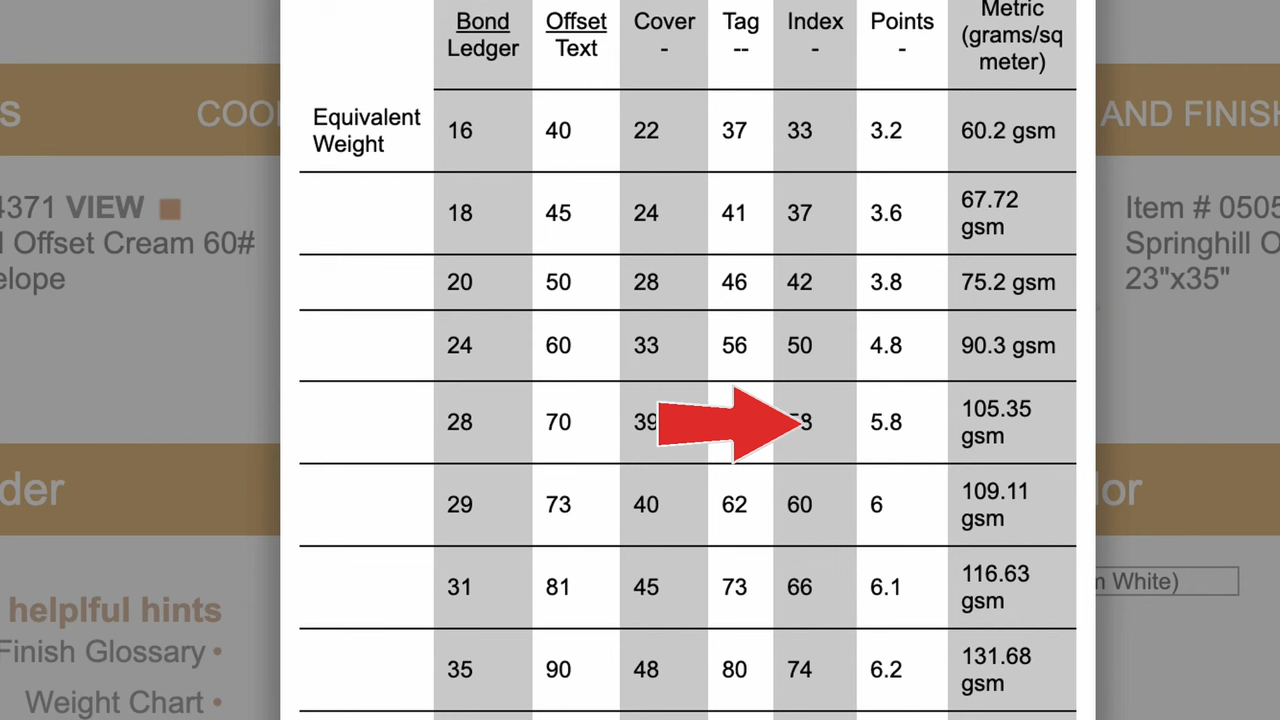 Bond Offset Cover Tag Index Points Metric
Ledger Text - -- - - (grams/sq
meter)
Equivalent
Weight 16 40 22 37 33 3.2 60.2 gsm
18 45 24 41 37 3.6 67.72
gsm
20 50 28 46 42 3.8 75.2 gsm
24 60 33 56 50 4.8 90.3 gsm
28 70 39 5.8 105.35
gsm
29 73 40 62 60 6 109.11
gsm
31 81 45 73 66 6.1 116.63
gsm
35 90 48 80 74 6.2 131.68
gsm
S COO
4371 VIEW
Offset Cream 60#
elope
der
helplful hints
Finish Glossary •
Weight Chart •
AND FINISH
Item # 0505
Springhill O
23"x35"
lor
m White)